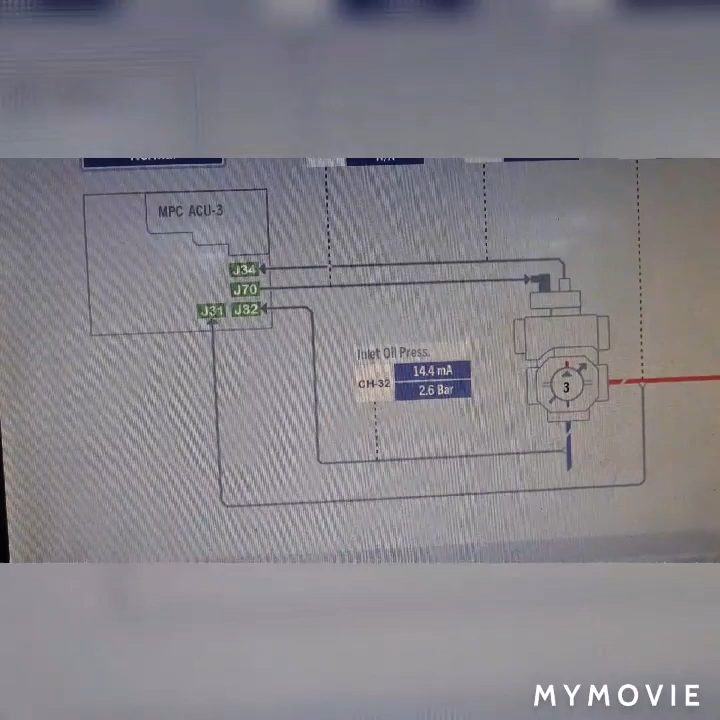 N/A
MPC ACU-3
J34
J70
J31 J32
Inlet Oil Press.
CH-32
14.4 mA
2.6 Bar
3
MYMOVIE